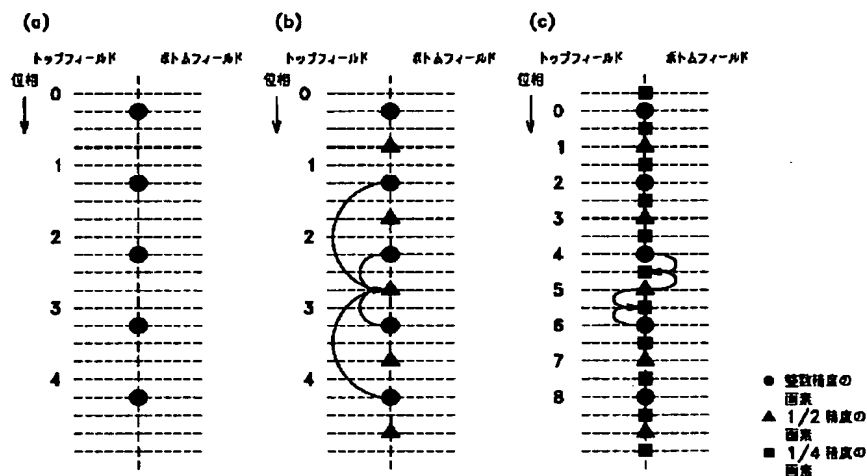 (a)
トップフィールド ボトムフィールド
位相
0
1
2
3
4
(b)
トップフィールド ボトムフィールド
位相
0
1
2
3
4
(c)
トップフィールド ボトムフィールド
位相
0
1
2
3
4
5
6
7
8
● 整数精度の
画素
▲ 1/2 精度の
画素
■ 1/4 精度の
画素